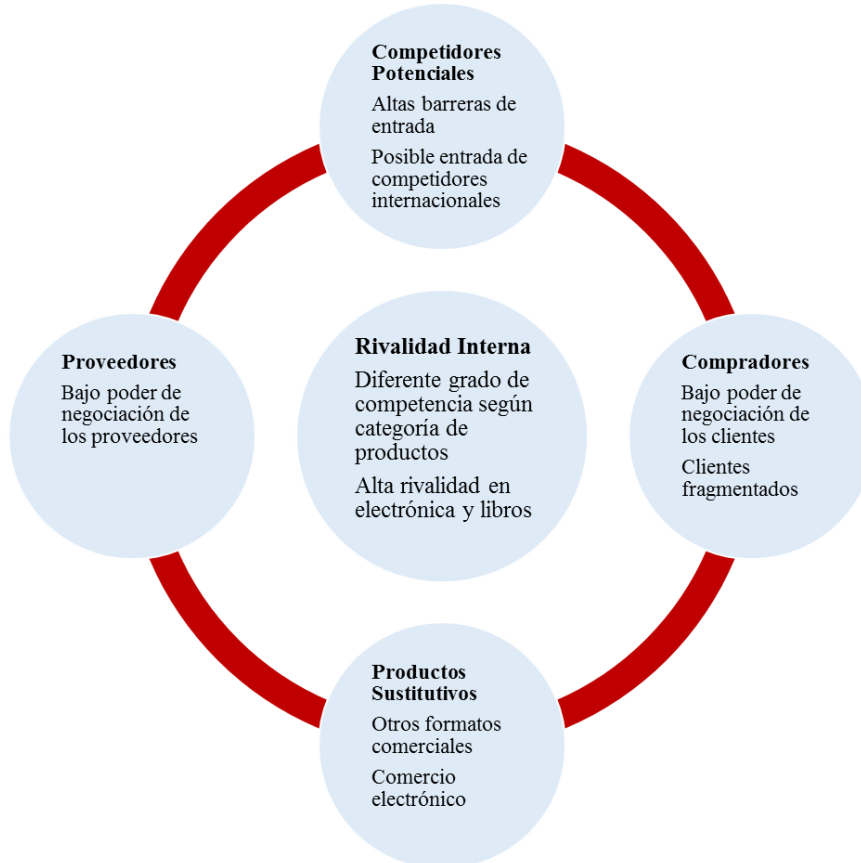 Competidores
Potenciales
Altas barreras de
entrada
Posible entrada de
competidores
internacionales
Proveedores
Bajo poder de
negociación de
los proveedores
Rivalidad Interna
Diferente grado de
competencia según
categoría de
productos
Alta rivalidad en
electrónica y libros
Compradores
Bajo poder de
negociación de
los clientes
Clientes
fragmentados
Productos
Sustitutivos
Otros formatos
comerciales
Comercio
electrónico